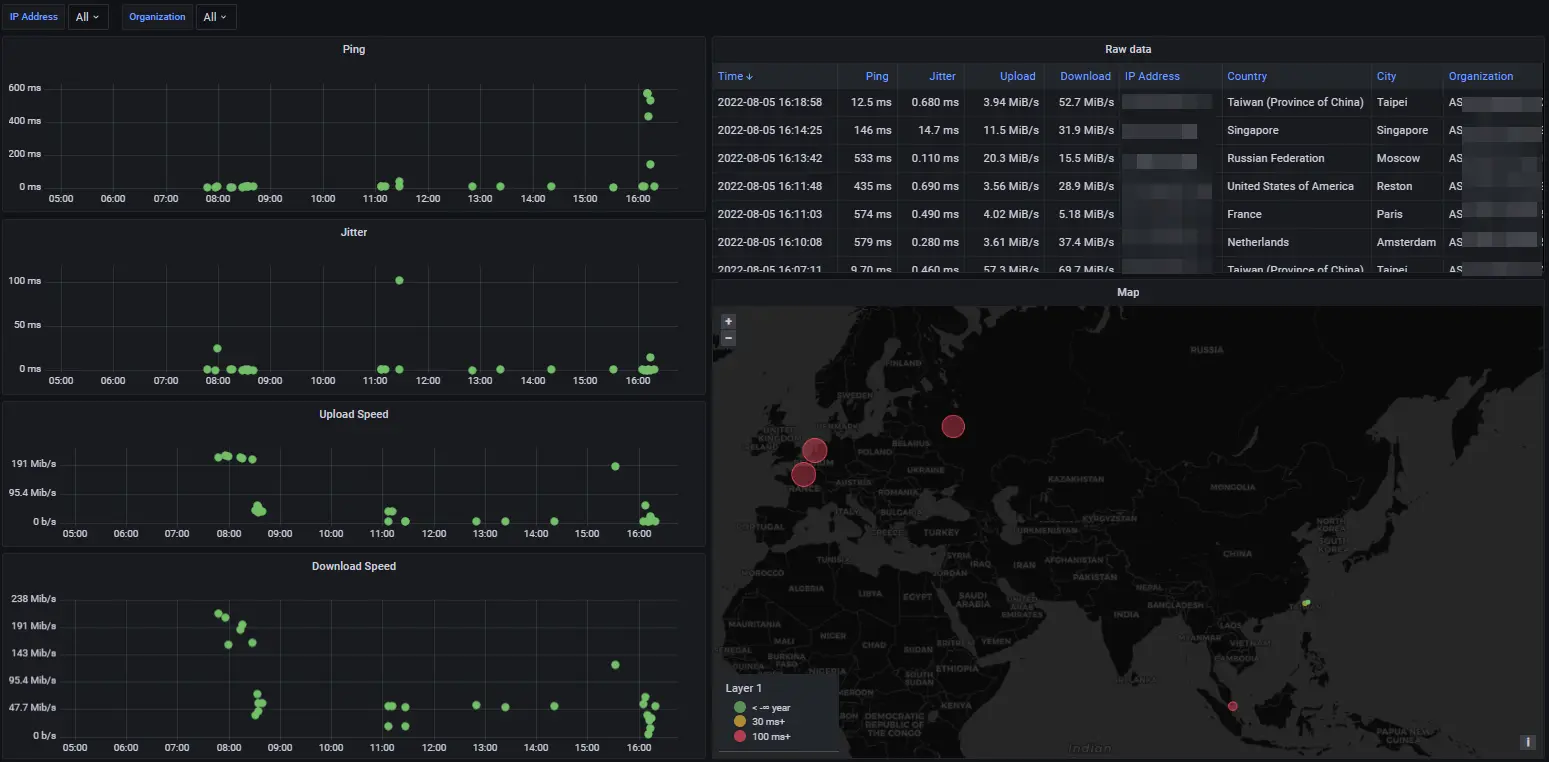 IP Address All Organization All
Ping
600 ms
400 ms
200 ms
0 ms
05:00 06:00 07:00 08:00 09:00 10:00 11:00 12:00 13:00 14:00 15:00 16:00
Jitter
100 ms
50 ms
0 ms
05:00 06:00 07:00 08:00 09:00 10:00 11:00 12:00 13:00 14:00 15:00 16:00
Upload Speed
191 Mib/s
95.4 Mib/s
0 b/s
05:00 06:00 07:00 08:00 09:00 10:00 11:00 12:00 13:00 14:00 15:00 16:00
Download Speed
238 Mib/s
191 Mib/s
143 Mib/s
95.4 Mib/s
47.7 Mib/s
0 b/s
05:00 06:00 07:00 08:00 09:00 10:00 11:00 12:00 13:00 14:00 15:00 16:00
Raw data
Time ↓ Ping Jitter Upload Download IP Address Country City Organization
2022-08-05 16:18:58 12.5 ms 0.680 ms 3.94 MiB/s 52.7 MiB/s Taiwan (Province of China) Taipei AS
2022-08-05 16:14:25 146 ms 14.7 ms 11.5 MiB/s 31.9 MiB/s Singapore Singapore AS
2022-08-05 16:13:42 533 ms 0.110 ms 20.3 MiB/s 15.5 MiB/s Russian Federation Moscow AS
2022-08-05 16:11:48 435 ms 0.690 ms 3.56 MiB/s 28.9 MiB/s United States of America Reston AS
2022-08-05 16:11:03 574 ms 0.490 ms 4.02 MiB/s 5.18 MiB/s France Paris AS
2022-08-05 16:10:08 579 ms 0.280 ms 3.61 MiB/s 37.4 MiB/s Netherlands Amsterdam AS
2022-08-05 16:07:11 9.70 ms 0.460 ms 57.3 MiB/s 69.7 MiB/s Taiwan (Province of China) Taipei AS
Map
+
−
RUSSIA
FINLAND
SWEDEN
UNITED
KINGDOM
DENMARK
BELARUS
POLAND
UKRAINE
FRANCE
AUSTRIA
ROMANIA
KAZAKHSTAN
MONGOLIA
ITALY
BULGARIA
PORTUGAL
GREECE
TURKEY
TURKMENISTAN
KYRGYZSTAN
NORTH
KOREA
SOUTH
KOREA
SYRIA
IRAQ
IRAN
AFGHANISTAN
CHINA
TUNISIA
JORDAN
PAKISTAN
MOROCCO
ALGERIA
LIBYA
EGYPT
SAUDI
ARABIA
UNITED
ARAB
EMIRATES
NEPAL
BANGLADESH
INDIA
MAURITANIA
MALI
NIGER
CHAD
SUDAN
ERITREA
YEMEN
MYANMAR
LAOS
VIETNAM
CAMBODIA
SENEGAL
GUINEA
BURKINA
FASO
NIGERIA
SOUTH
SUDAN
ETHIOPIA
SRI LANKA
CAMEROON
KENYA
GABON
DEMOCRATIC
REPUBLIC OF
THE CONGO
PAPUA NEW
GUINEA
Indian
Layer 1
< -∞ year
30 ms+
100 ms+
i